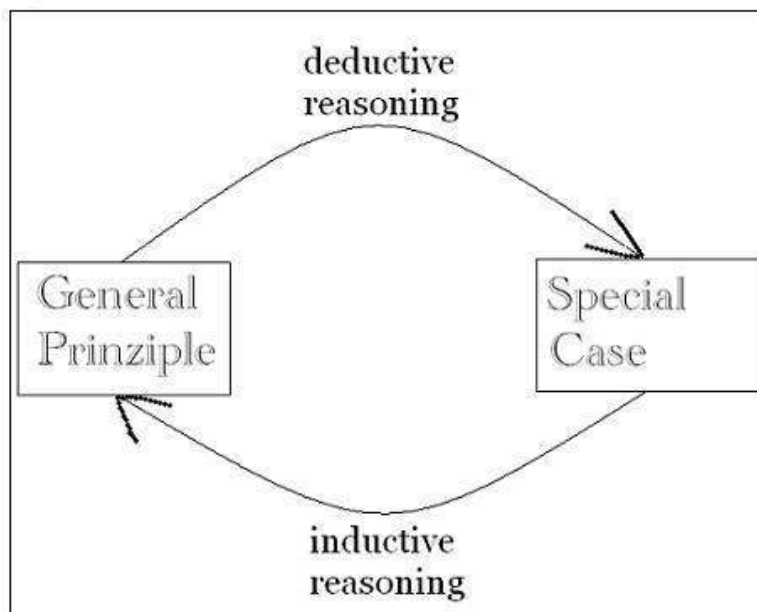 deductive
reasoning
General
Prinziple
Special
Case
inductive
reasoning